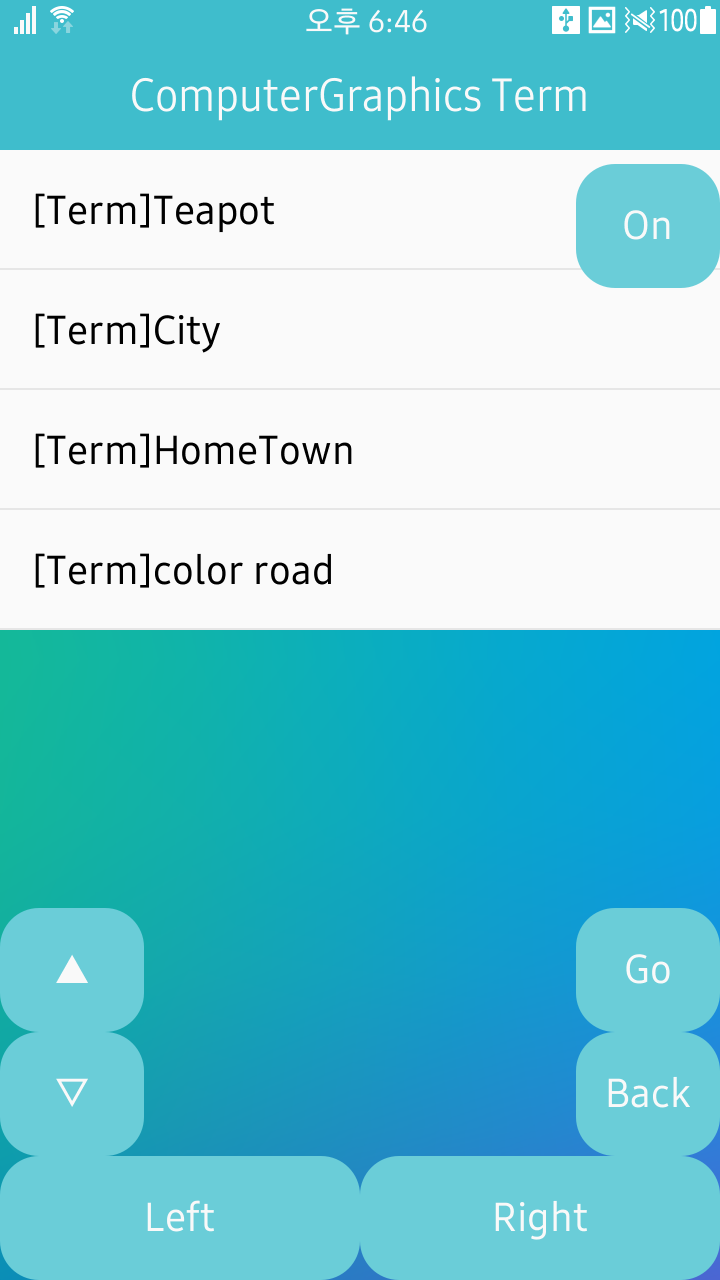 오후 6:46
100
ComputerGraphics Term
[Term]Teapot
On
[Term]City
[Term]HomeTown
[Term]color road
▲
Go
▽
Back
Left
Right